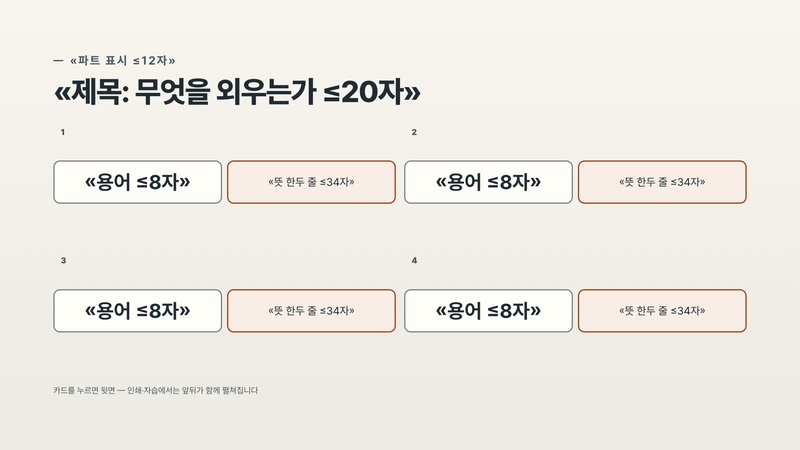 — «파트 표시 ≤12자»
«제목: 무엇을 외우는가 ≤20자»
1
2
«용어 ≤8자»
«뜻 한두 줄 ≤34자»
«용어 ≤8자»
«뜻 한두 줄 ≤34자»
3
4
«용어 ≤8자»
«뜻 한두 줄 ≤34자»
«용어 ≤8자»
«뜻 한두 줄 ≤34자»
카드를 누르면 뒷면 — 인쇄·자습에서는 앞뒤가 함께 펼쳐집니다